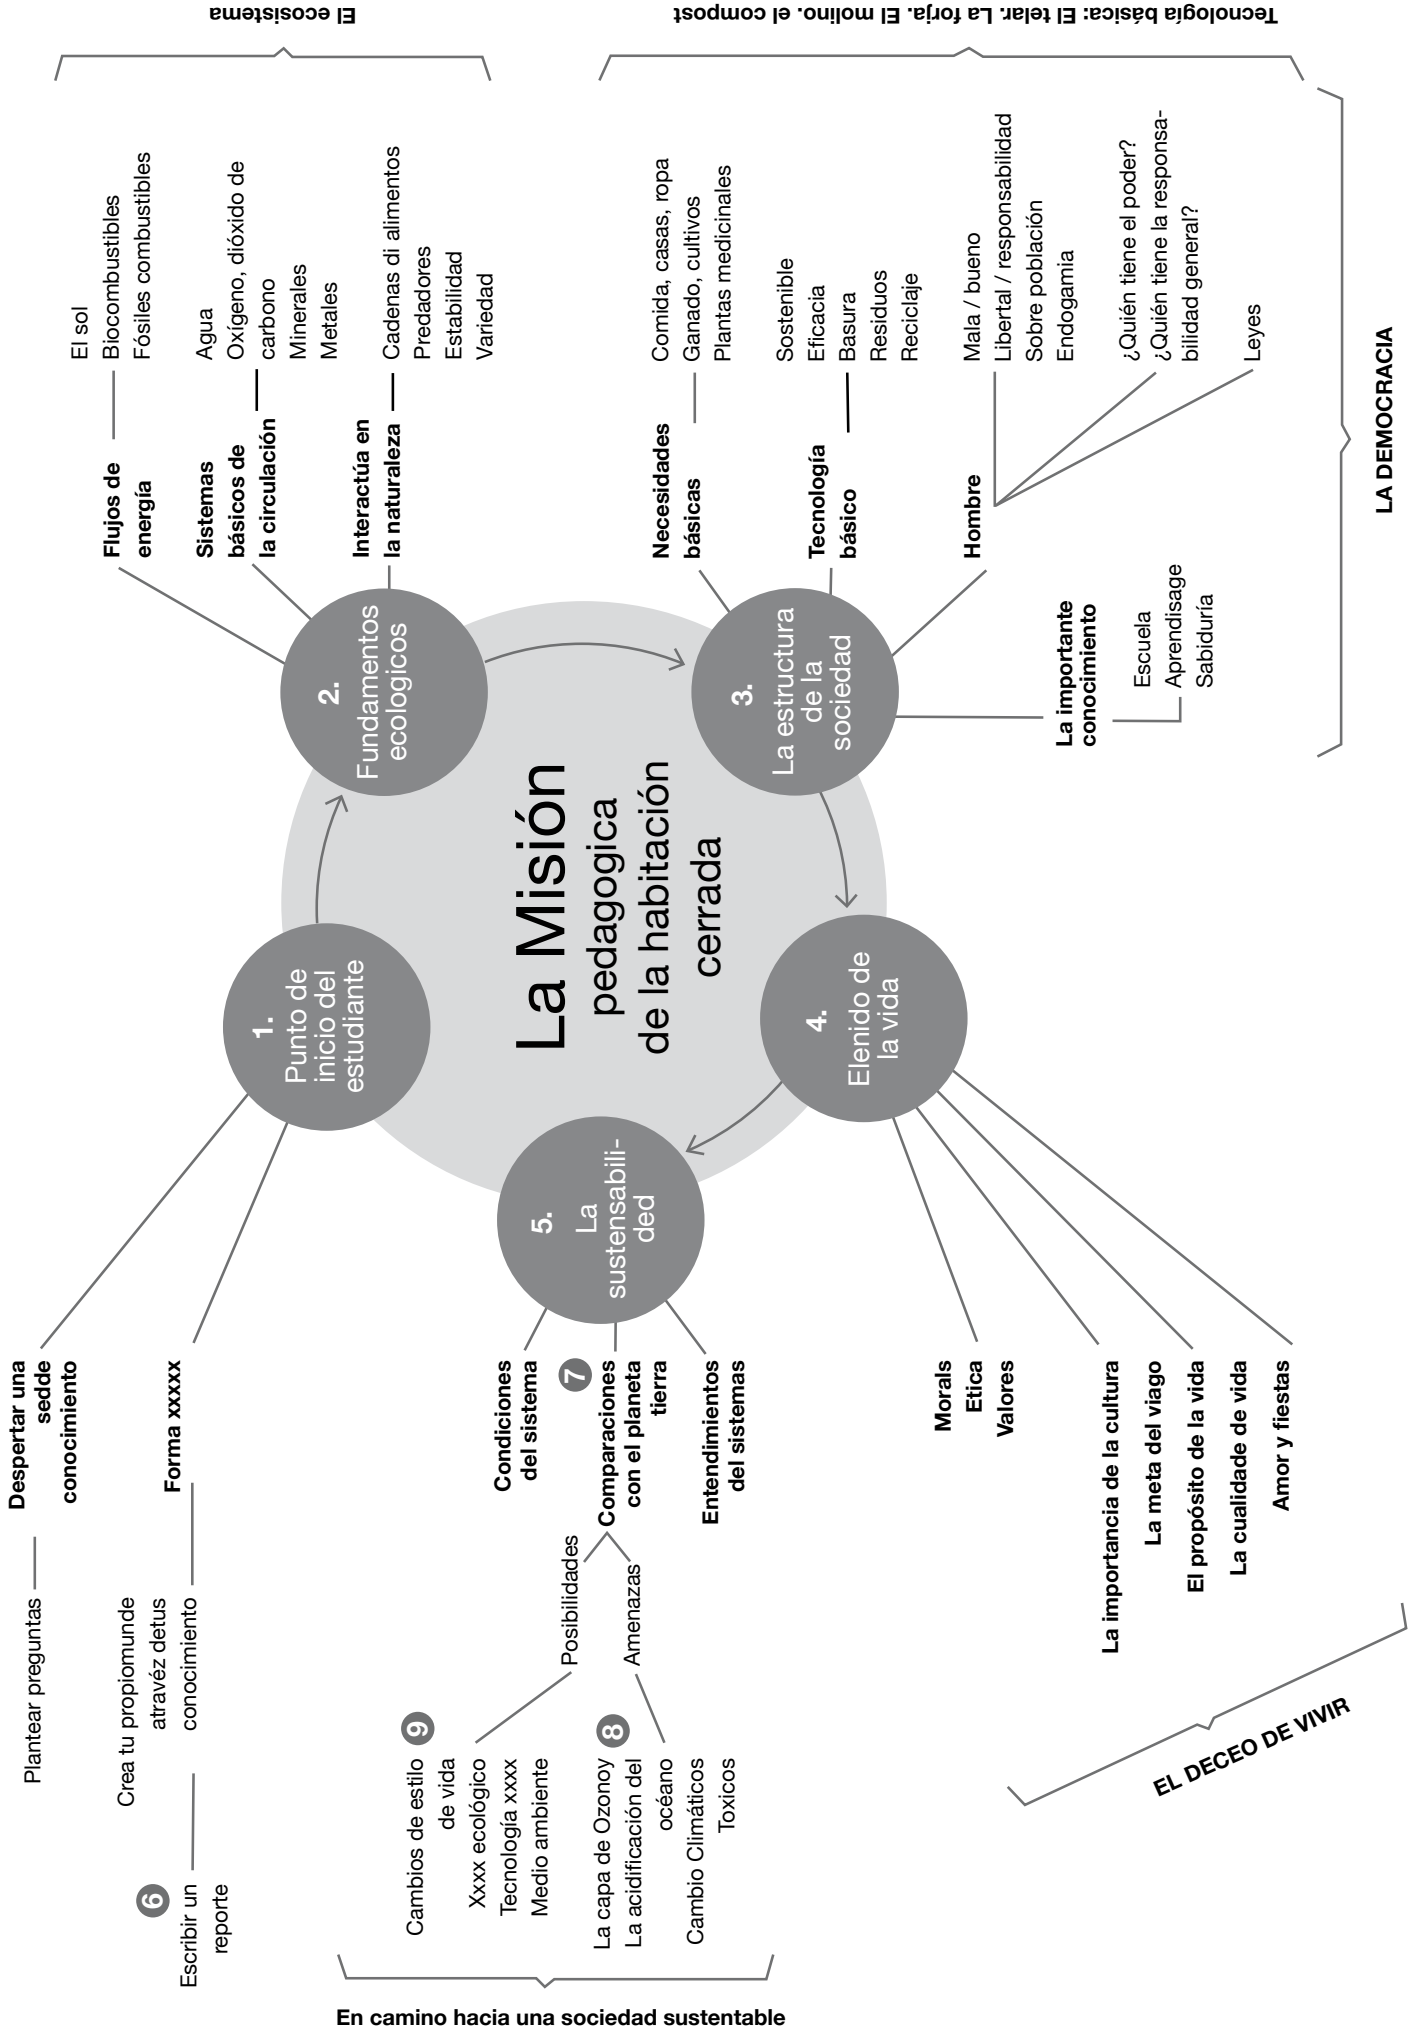 La Misión
pedagogica
de la habitación
cerrada
1.
Punto de
inicio del
estudiante
Despertar una
sedde
conocimiento
Plantear preguntas
Forma xxxxx
Crea tu propiomunde
atravéz detus
conocimiento
6
Escribir un
reporte
2.
Fundamentos
ecologicos
Flujos de
energía
El sol
Biocombustibles
Fósiles combustibles
Sistemas
básicos de
la circulación
Agua
Oxígeno, dióxido de
carbono
Minerales
Metales
Interactúa en
la naturaleza
Cadenas di alimentos
Predadores
Estabilidad
Variedad
El ecosistema
3.
La estructura
de la
sociedad
Necesidades
básicas
Comida, casas, ropa
Ganado, cultivos
Plantas medicinales
Tecnología
básico
Sostenible
Eficacia
Basura
Residuos
Reciclaje
Hombre
Mala / bueno
Libertal / responsabilidad
Sobre población
Endogamia
¿Quién tiene el poder?
¿Quién tiene la responsa-
bilidad general?
Leyes
La importante
conocimiento
Escuela
Aprendisage
Sabiduría
Tecnología básica: El telar. La forja. El molino. el compost
LA DEMOCRACIA
4.
Elenido de
la vida
Morals
Etica
Valores
La importancia de la cultura
La meta del viago
El propósito de la vida
La cualidade de vida
Amor y fiestas
EL DECEO DE VIVIR
5.
La
sustensabili-
ded
Condiciones
del sistema
7
Comparaciones
con el planeta
tierra
Entendimientos
del sistemas
Posibilidades
Amenazas
9
Cambios de estilo
de vida
Xxxx ecológico
Tecnología xxxx
Medio ambiente
8
La capa de Ozonoy
La acidificación del
océano
Cambio Climáticos
Toxicos
En camino hacia una sociedad sustentable